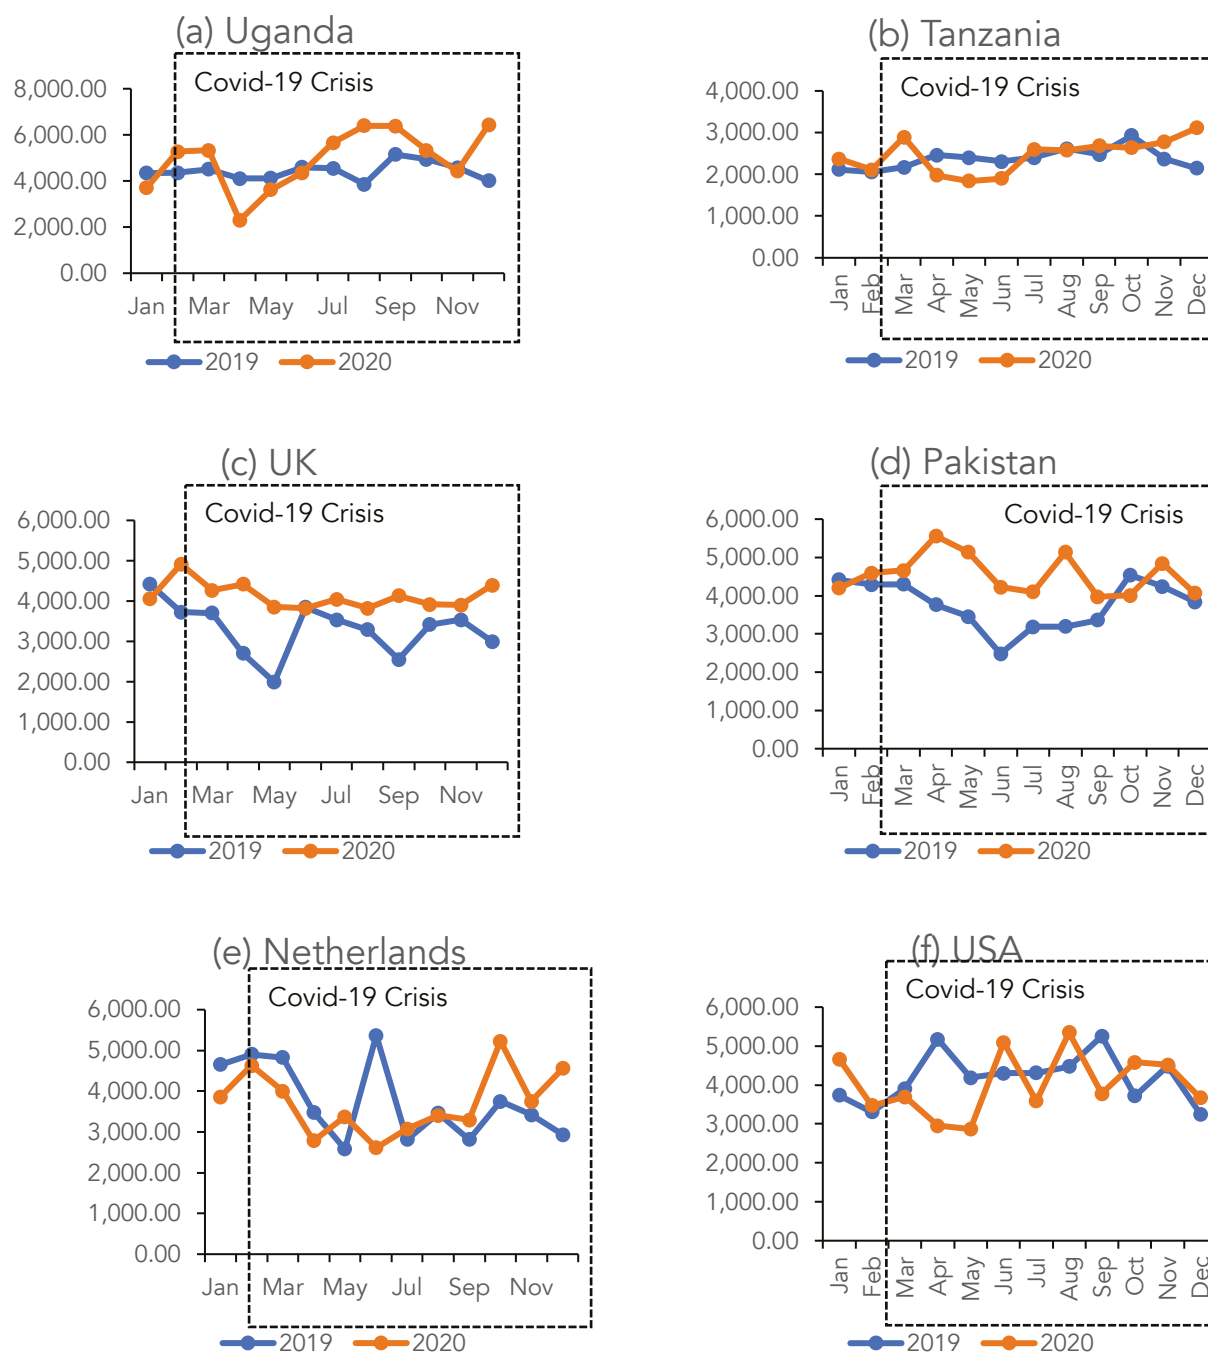 (a) Uganda
Covid-19 Crisis
8,000.00
6,000.00
4,000.00
2,000.00
0.00
Jan Mar May Jul Sep Nov
2019 2020
(b) Tanzania
Covid-19 Crisis
4,000.00
3,000.00
2,000.00
1,000.00
0.00
Jan Feb Mar Apr May Jun Jul Aug Sep Oct Nov Dec
2019 2020
(c) UK
Covid-19 Crisis
6,000.00
5,000.00
4,000.00
3,000.00
2,000.00
1,000.00
0.00
Jan Mar May Jul Sep Nov
2019 2020
(d) Pakistan
Covid-19 Crisis
6,000.00
5,000.00
4,000.00
3,000.00
2,000.00
1,000.00
0.00
Jan Feb Mar Apr May Jun Jul Aug Sep Oct Nov Dec
2019 2020
(e) Netherlands
Covid-19 Crisis
6,000.00
5,000.00
4,000.00
3,000.00
2,000.00
1,000.00
0.00
Jan Mar May Jul Sep Nov
2019 2020
(f) USA
Covid-19 Crisis
6,000.00
5,000.00
4,000.00
3,000.00
2,000.00
1,000.00
0.00
Jan Feb Mar Apr May Jun Jul Aug Sep Oct Nov Dec
2019 2020